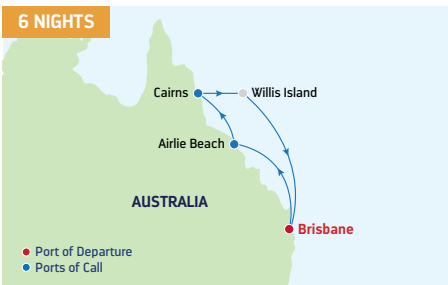 6 NIGHTS
Cairns
Willis Island
Airlie Beach
AUSTRALIA
Brisbane
Port of Departure
Ports of Call